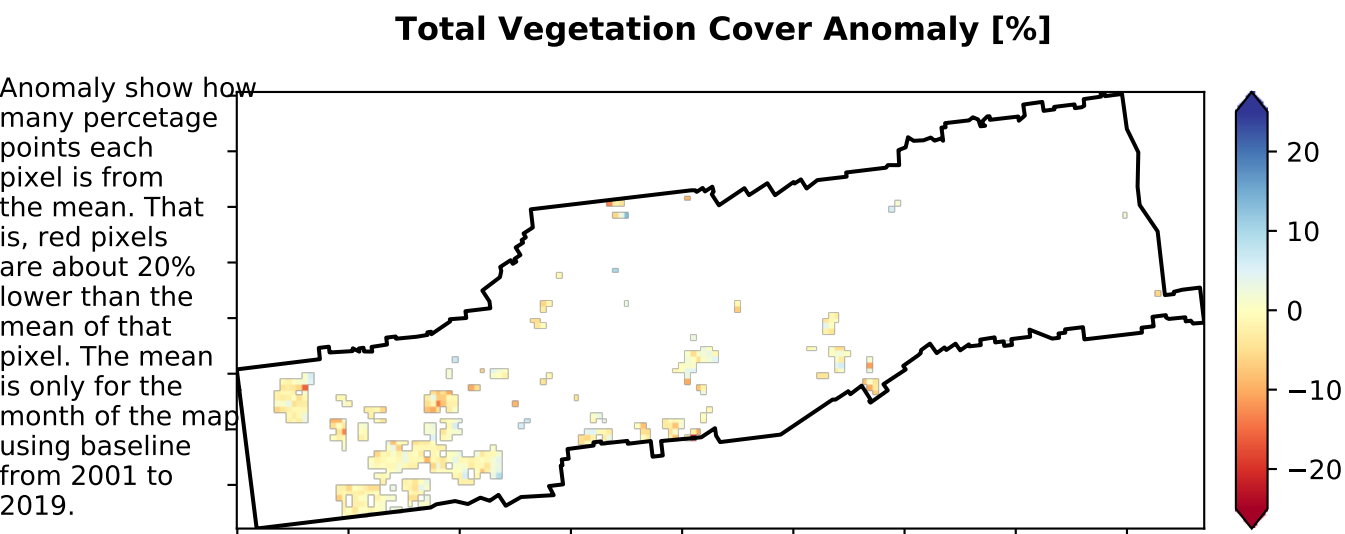 Total Vegetation Cover Anomaly [%]
Anomaly show how
many percetage
points each
pixel is from
the mean. That
is, red pixels
are about 20%
lower than the
mean of that
pixel. The mean
is only for the
month of the map
using baseline
from 2001 to
2019.
20
10
0
−10
−20